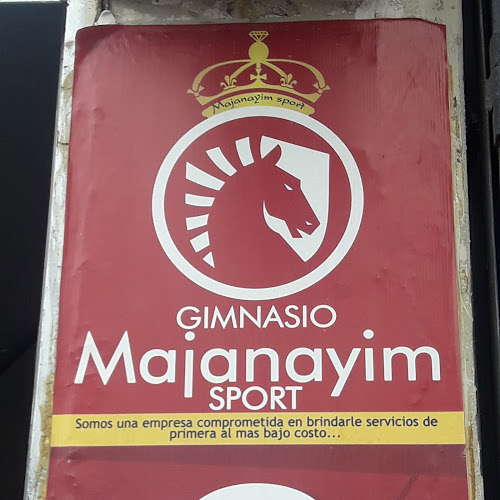 Majanayim sport
GIMNASIO
Majanayim
SPORT
Somos una empresa comprometida en brindarle servicios de
primera al mas bajo costo...